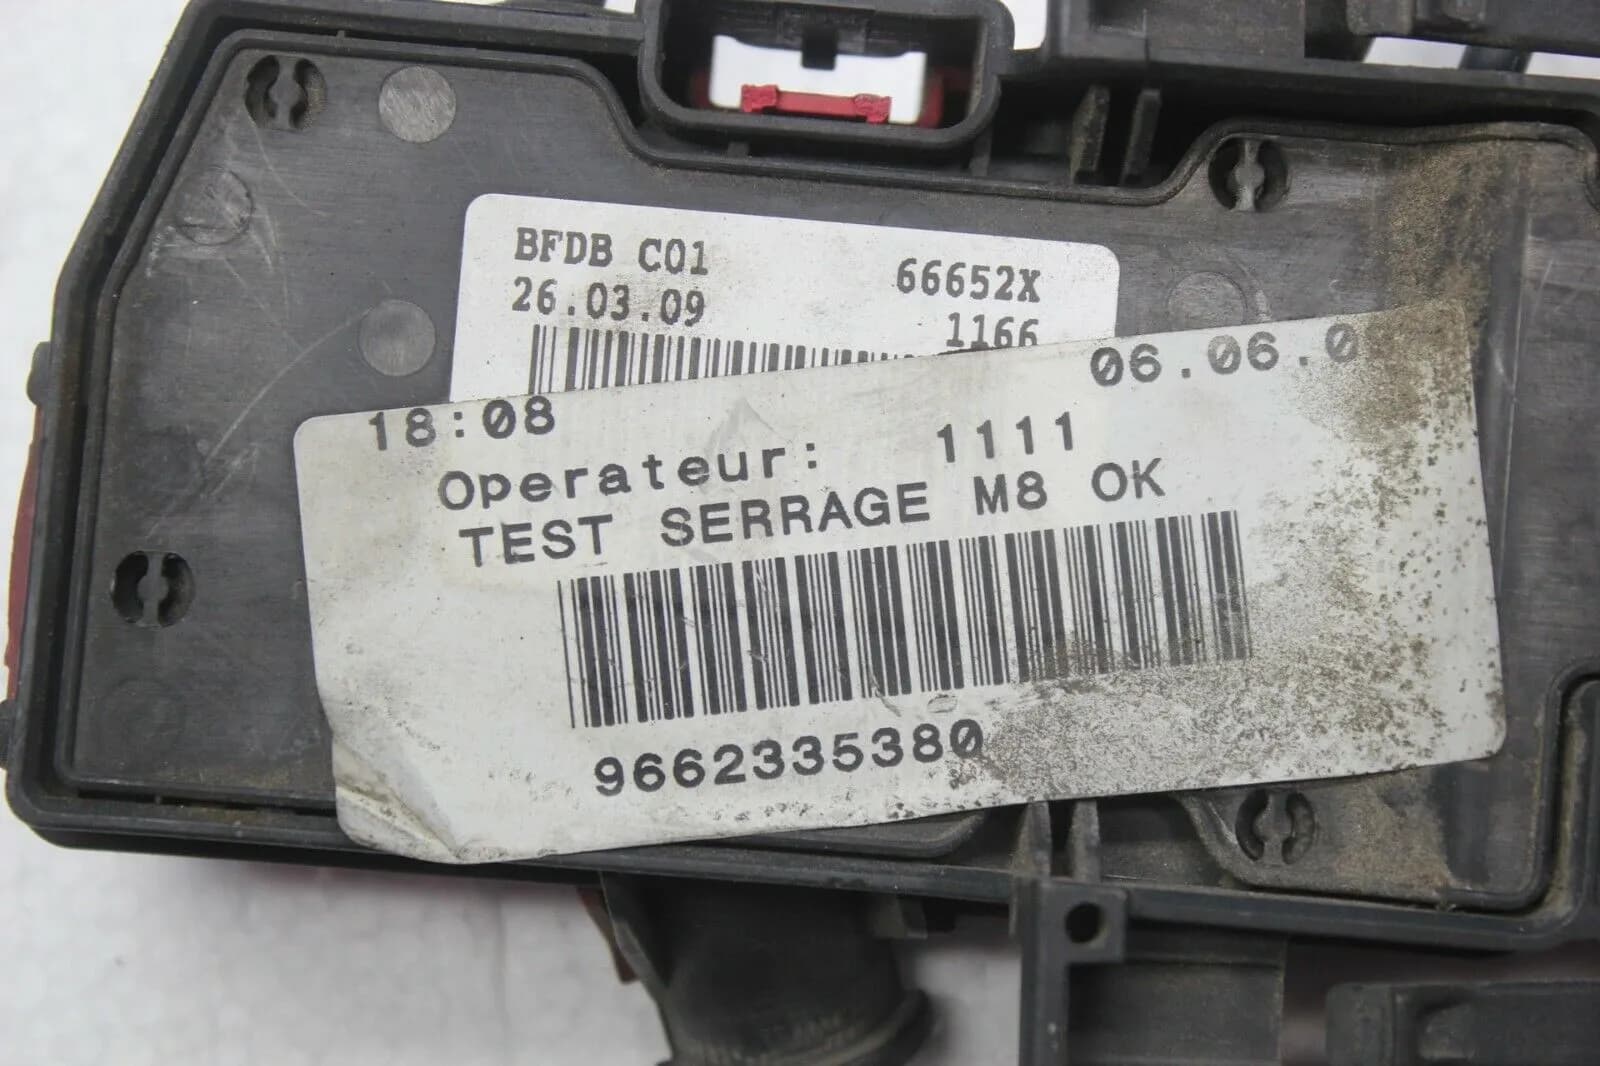 BFDB C01 66652X
26.03.09 1166
18:08 06.06.0
Operateur: 1111
TEST SERRAGE M8 OK
9662335380